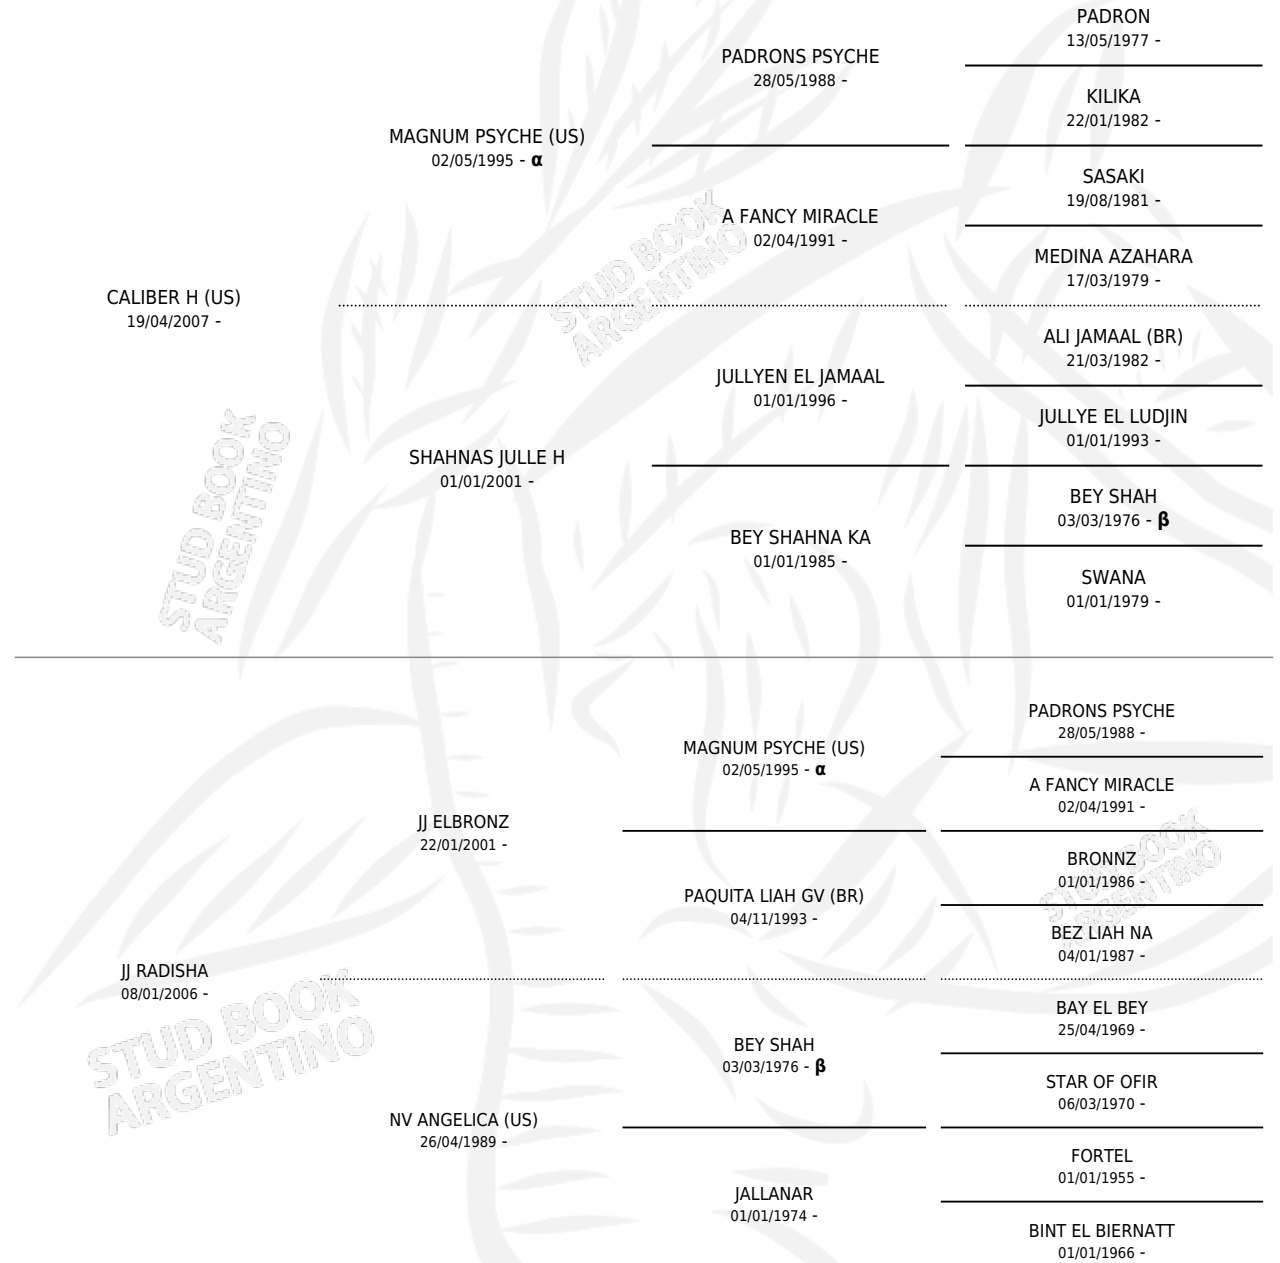 PADRON
13/05/1977 -
PADRONS PSYCHE
28/05/1988 -
KILIKA
22/01/1982 -
MAGNUM PSYCHE (US)
02/05/1995 - α
SASAKI
19/08/1981 -
A FANCY MIRACLE
02/04/1991 -
MEDINA AZAHARA
17/03/1979 -
CALIBER H (US)
19/04/2007 -
STUD BOOK
ARGENTINO
ALI JAMAAL (BR)
21/03/1982 -
JULLYEN EL JAMAAL
01/01/1996 -
JULLYE EL LUDJIN
01/01/1993 -
SHAHNAS JULLE H
01/01/2001 -
BEY SHAH
03/03/1976 - β
BEY SHAHNA KA
01/01/1985 -
SWANA
01/01/1979 -
STUD BOOK
ARGENTINO
PADRONS PSYCHE
28/05/1988 -
MAGNUM PSYCHE (US)
02/05/1995 - α
A FANCY MIRACLE
02/04/1991 -
JJ ELBRONZ
22/01/2001 -
BRONNZ
01/01/1986 -
PAQUITA LIAH GV (BR)
04/11/1993 -
BEZ LIAH NA
04/01/1987 -
STUD BOOK
ARGENTINO
JJ RADISHA
08/01/2006 -
STUD BOOK
ARGENTINO
BAY EL BEY
25/04/1969 -
BEY SHAH
03/03/1976 - β
STAR OF OFIR
06/03/1970 -
NV ANGELICA (US)
26/04/1989 -
FORTEL
01/01/1955 -
JALLANAR
01/01/1974 -
BINT EL BIERNATT
01/01/1966 -